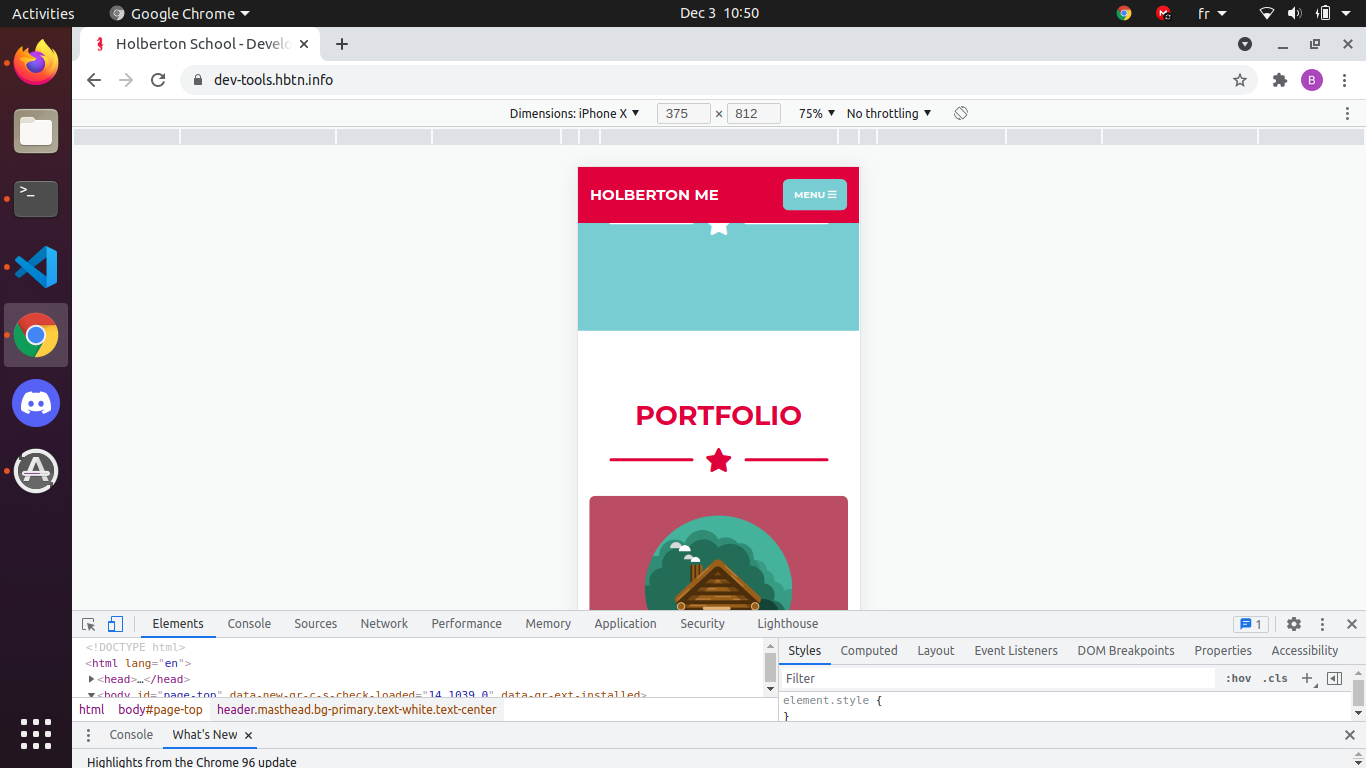 Activities
Google Chrome
Dec 3 10:50
fr
Holberton School - Develo
dev-tools.hbtn.info
B
Dimensions: iPhone X
375 × 812
75%
No throttling
HOLBERTON ME
MENU
PORTFOLIO
Elements
Console
Sources
Network
Performance
Memory
Application
Security
Lighthouse
1
<!DOCTYPE html>
<html lang="en">
<head>…</head>
<body id="page-top" data-new-gr-c-s-check-loaded="14.1039.0" data-gr-ext-installed>
html
body#page-top
header.masthead.bg-primary.text-white.text-center
Styles
Computed
Layout
Event Listeners
DOM Breakpoints
Properties
Accessibility
Filter
:hov
.cls
element.style {
}
Console
What's New
Highlights from the Chrome 96 update